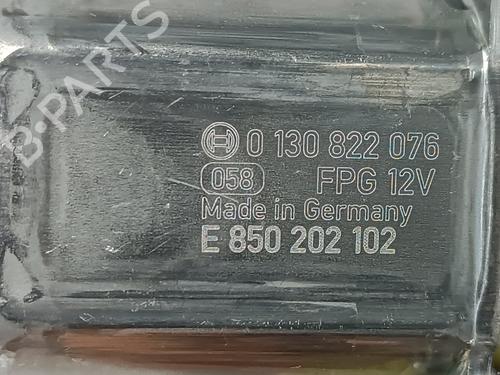 B-PARTS
0 130 822 076
058 FPG 12V
Made in Germany
E 850 202 102